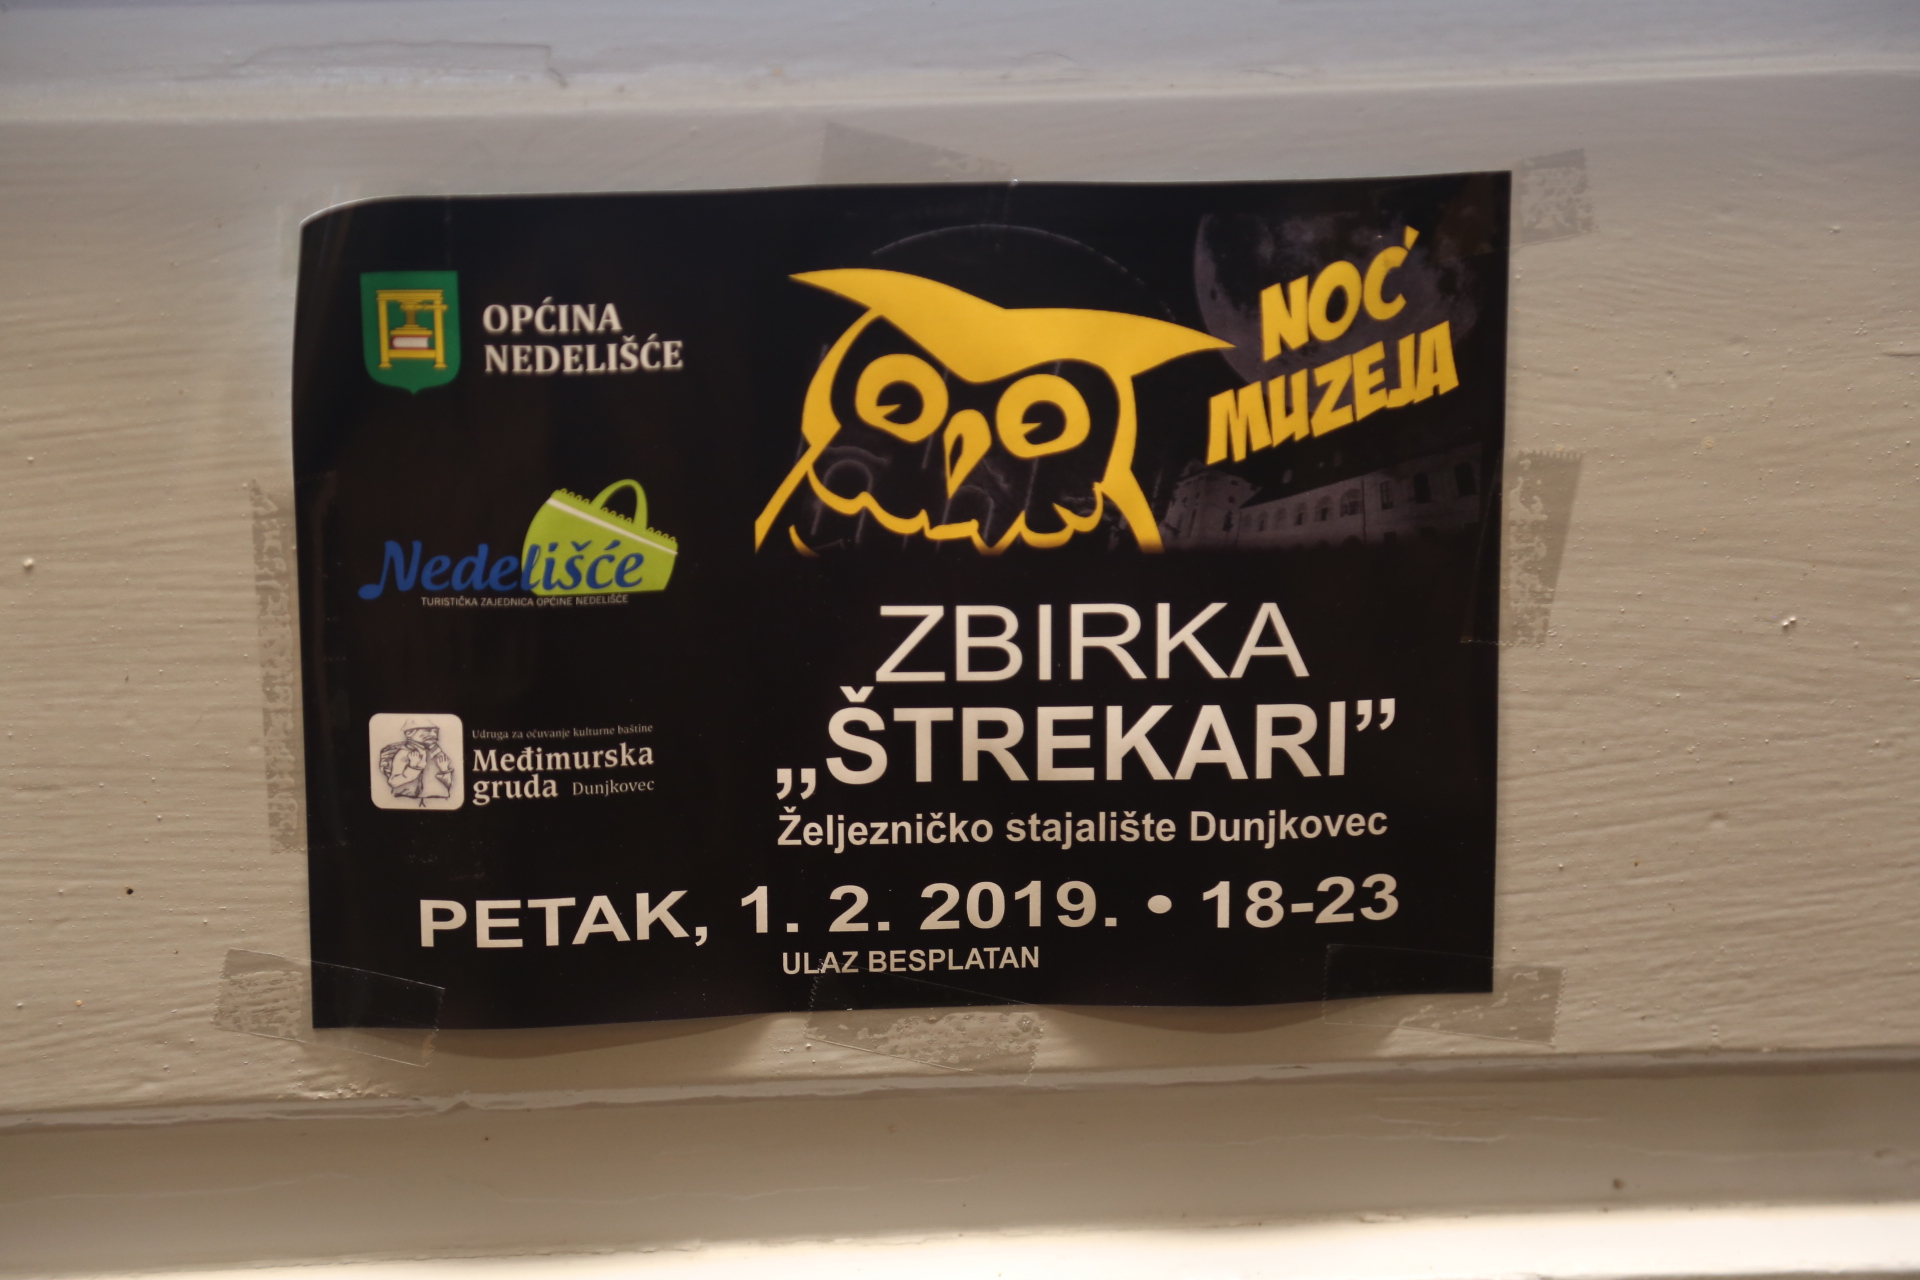 OPĆINA
NEDELIŠĆE
Nedelišće
TURISTIČKA ZAJEDNICA OPĆINE NEDELIŠĆE
Udruga za očuvanje kulturne baštine
Međimurska
gruda Dunjkovec
NOĆ
MUZEJA
ZBIRKA
„ŠTREKARI”
Željezničko stajalište Dunjkovec
PETAK, 1. 2. 2019. • 18-23
ULAZ BESPLATAN